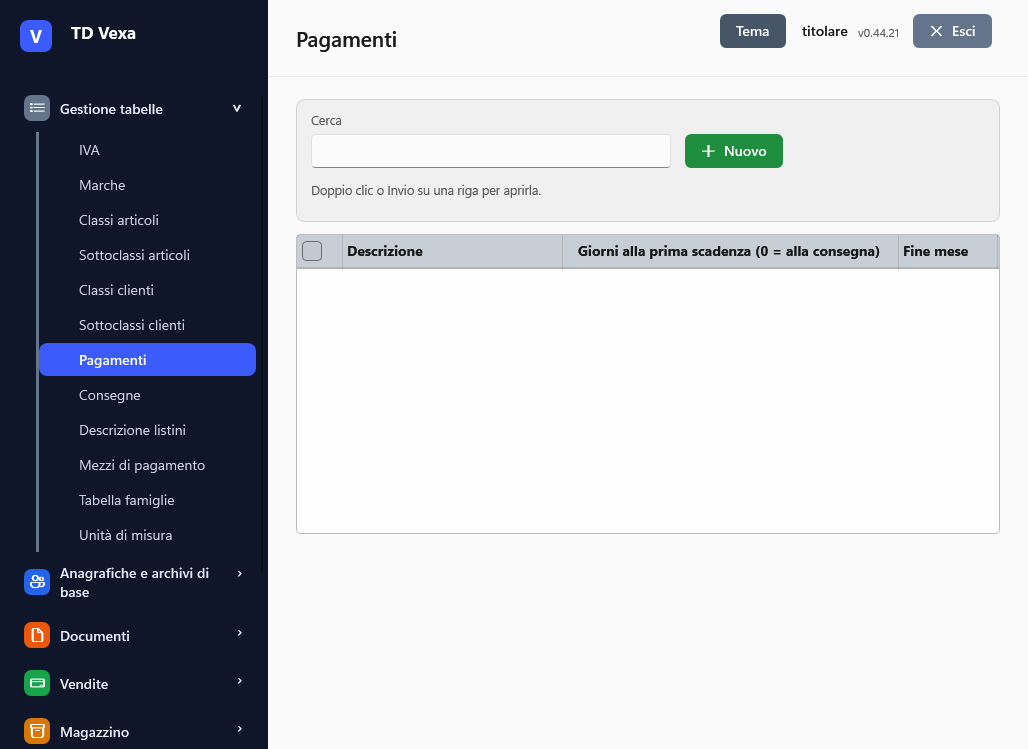 V TD Vexa
Gestione tabelle
IVA
Marche
Classi articoli
Sottoclassi articoli
Classi clienti
Sottoclassi clienti
Pagamenti
Consegne
Descrizione listini
Mezzi di pagamento
Tabella famiglie
Unità di misura
Anagrafiche e archivi di
base
Documenti
Vendite
Magazzino
Pagamenti
Tema titolare v0.44.21 Esci
Cerca
Nuovo
Doppio clic o Invio su una riga per aprirla.
Descrizione Giorni alla prima scadenza (0 = alla consegna) Fine mese